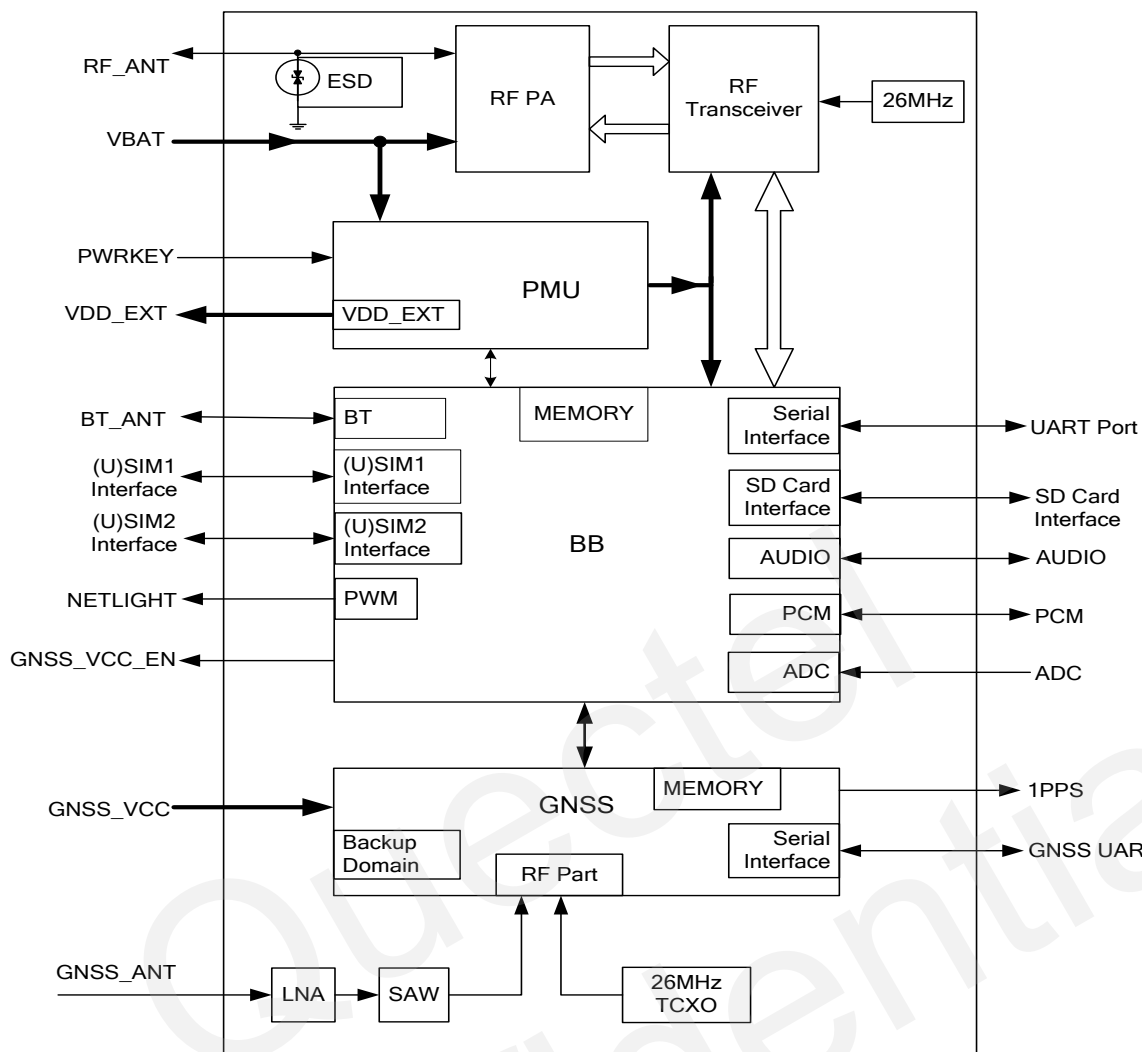 RF_ANT
ESD
RF PA
RF
Transceiver
26MHz
VBAT
PWRKEY
PMU
VDD_EXT
VDD_EXT
BT_ANT
BT
MEMORY
Serial
Interface
UART Port
(U)SIM1
Interface
(U)SIM1
Interface
SD Card
Interface
SD Card
Interface
(U)SIM2
Interface
(U)SIM2
Interface
BB
AUDIO
AUDIO
NETLIGHT
PWM
PCM
PCM
GNSS_VCC_EN
ADC
ADC
GNSS_VCC
GNSS
MEMORY
1PPS
Backup
Domain
RF Part
Serial
Interface
GNSS UAR
GNSS_ANT
LNA
SAW
26MHz
TCXO
Quectel